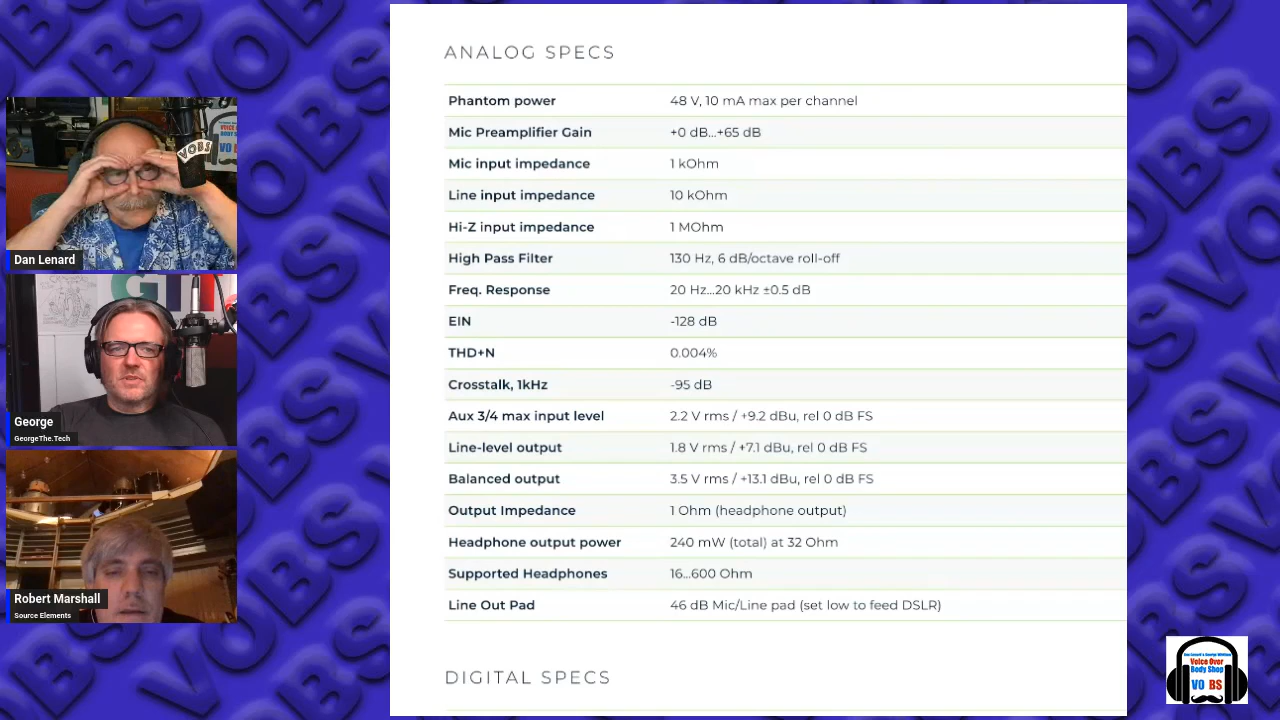 ANALOG SPECS
Phantom power 48 V, 10 mA max per channel
Mic Preamplifier Gain +0 dB...+65 dB
Mic input impedance 1 kOhm
Line input impedance 10 kOhm
Hi-Z input impedance 1 MOhm
High Pass Filter 130 Hz, 6 dB/octave roll-off
Freq. Response 20 Hz...20 kHz ±0.5 dB
EIN -128 dB
THD+N 0.004%
Crosstalk, 1kHz -95 dB
Aux 3/4 max input level 2.2 V rms / +9.2 dBu, rel 0 dB FS
Line-level output 1.8 V rms / +7.1 dBu, rel 0 dB FS
Balanced output 3.5 V rms / +13.1 dBu, rel 0 dB FS
Output Impedance 1 Ohm (headphone output)
Headphone output power 240 mW (total) at 32 Ohm
Supported Headphones 16...600 Ohm
Line Out Pad 46 dB Mic/Line pad (set low to feed DSLR)
DIGITAL SPECS
VOBS
Dan Lenard
George
GeorgeThe.Tech
Robert Marshall
Source Elements
Voice Over
Body Shop
VO BS